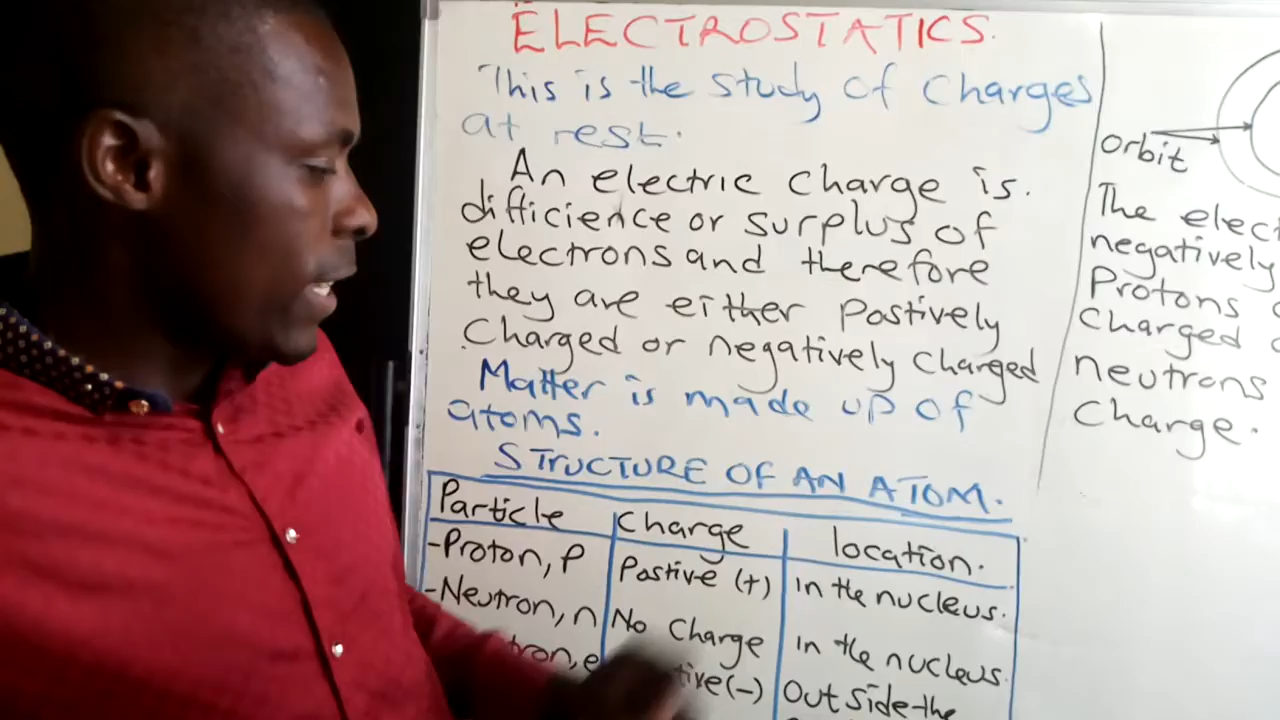 ELECTROSTATICS.
This is the study of Charges
at rest.
An electric charge is.
difficience or surplus of
electrons and therefore
they are either Postively
Charged or negatively charged
Matter is made up of
atoms.
STRUCTURE OF AN ATOM.
Particle Charge location.
-Proton, P Postive (+) in the nucleus.
-Neutron, n No Charge in the nucleus.
tron, e tive (-) Out side the
Orbit
The elect
negatively
Protons
Charged
neutrons
Charge.